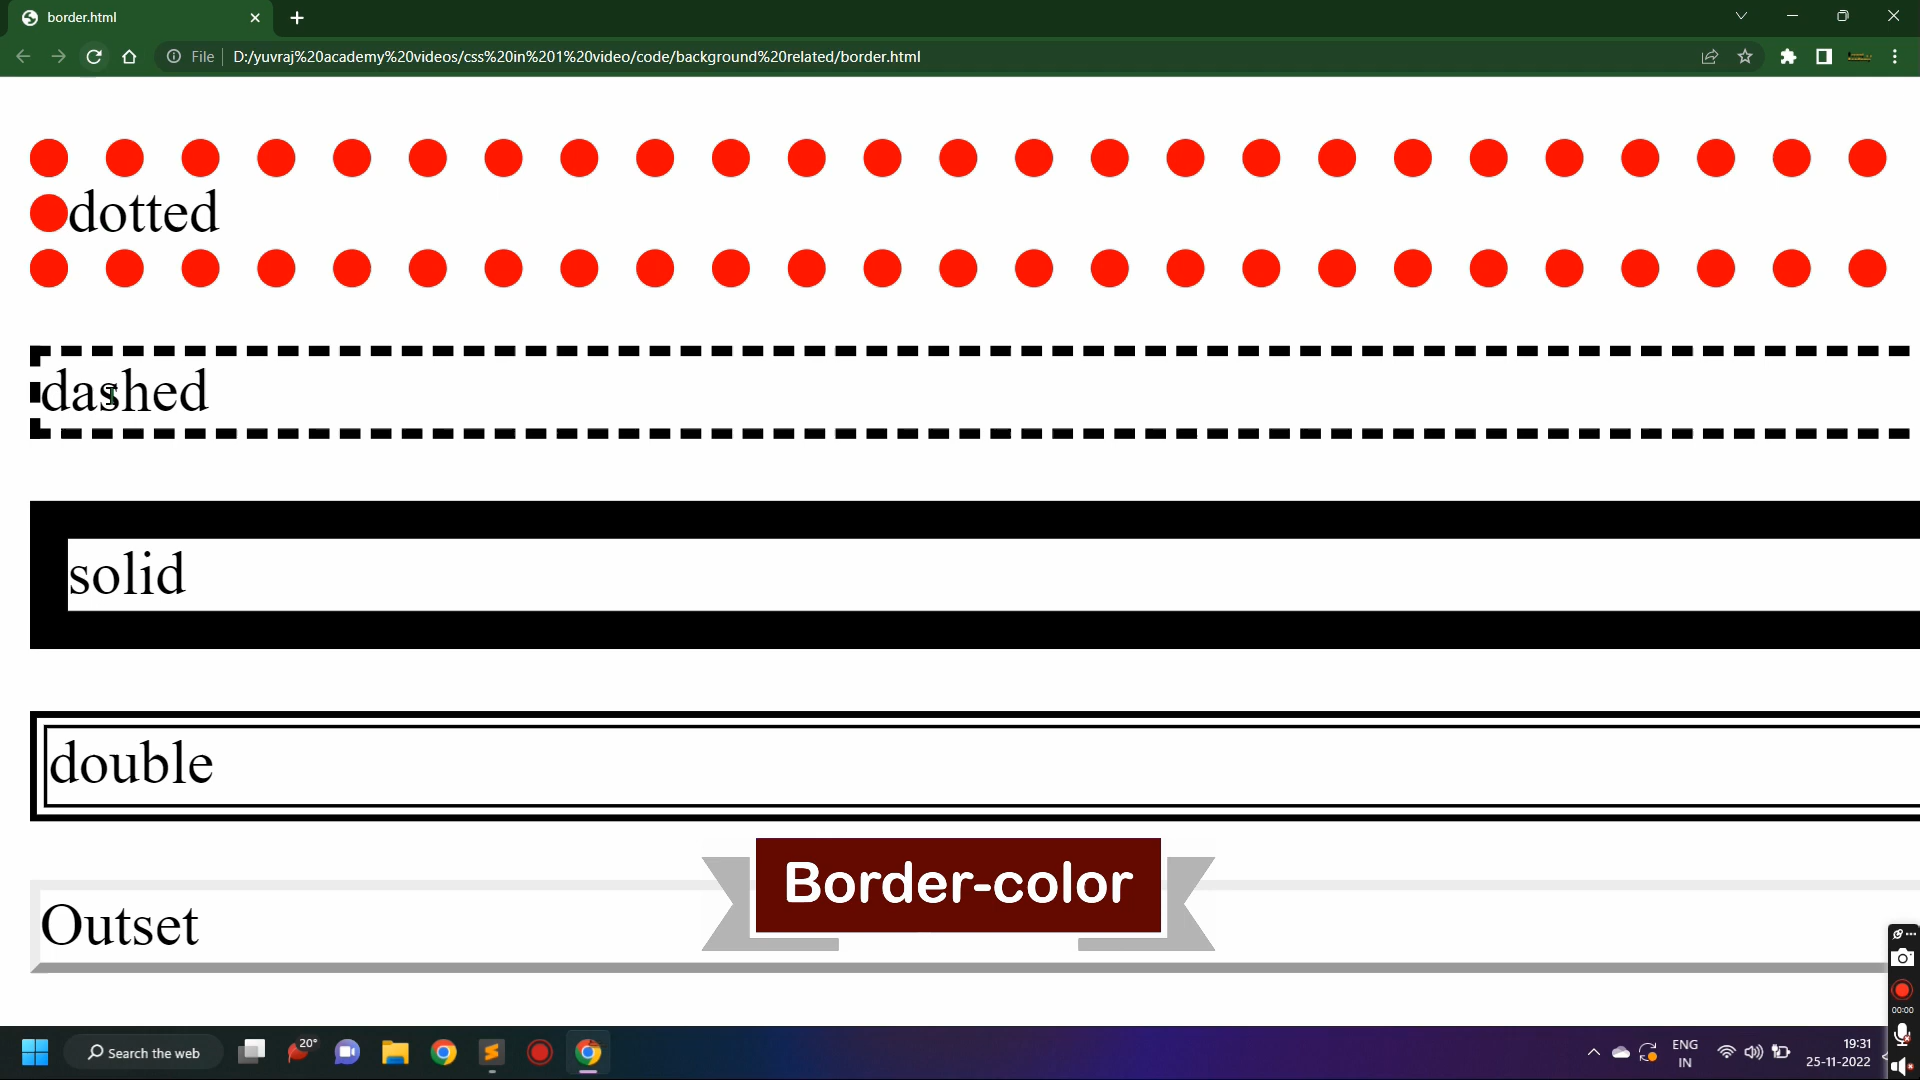 border.html
File
D:/yuvraj%20academy%20videos/css%20in%201%20video/code/background%20related/border.html
dotted
dashed
solid
double
Border-color
Outset
00:00
Search the web
20°
ENG
IN
19:31
25-11-2022